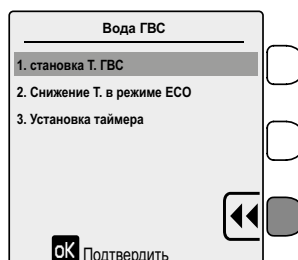 Вода ГВС
1. становка Т. ГВС
2. Снижение Т. в режиме ECO
3. Установка таймера
oK Подтвердить